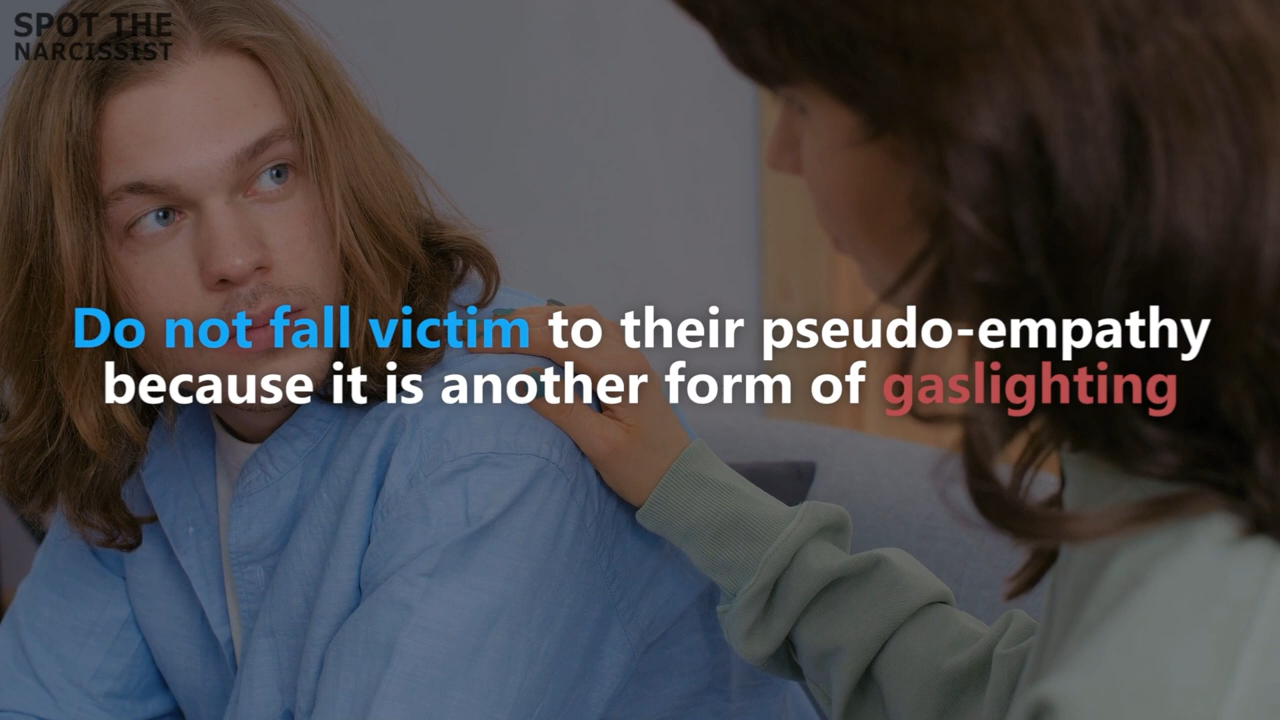 SPOT THE
NARCISSIST
Do not fall victim to their pseudo-empathy
because it is another form of gaslighting